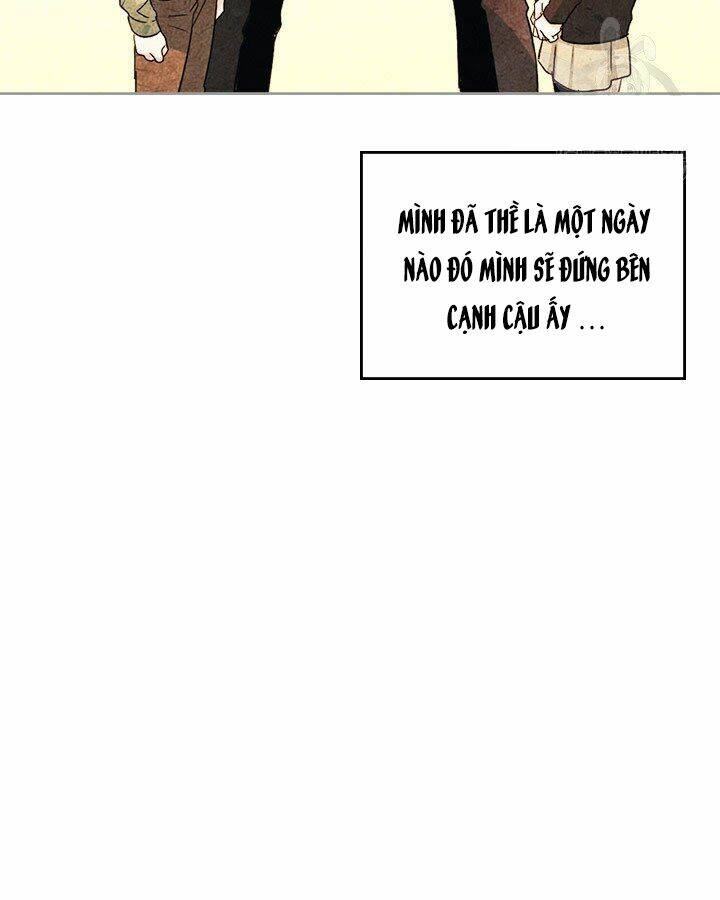 MÌNH ĐÃ THỀ LÀ MỘT NGÀY
NÀO ĐÓ MÌNH SẼ ĐỨNG BÊN
CẠNH CẬU ẤY ...